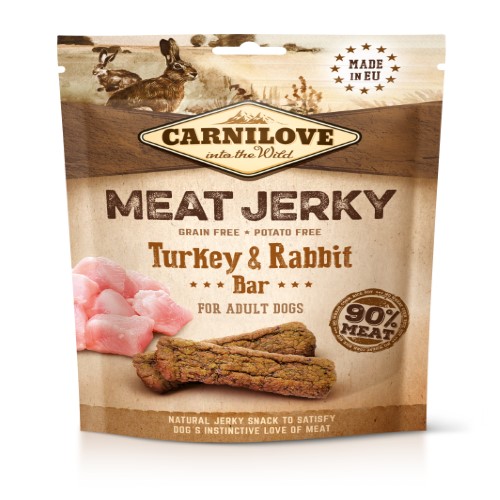 MADE
IN EU
CARNILOVE
into the Wild
MEAT JERKY
GRAIN FREE ★ POTATO FREE
Turkey & Rabbit
★★★ Bar ★★★
FOR ADULT DOGS
90%
MEAT
NATURAL JERKY SNACK TO SATISFY
DOG'S INSTINCTIVE LOVE OF MEAT